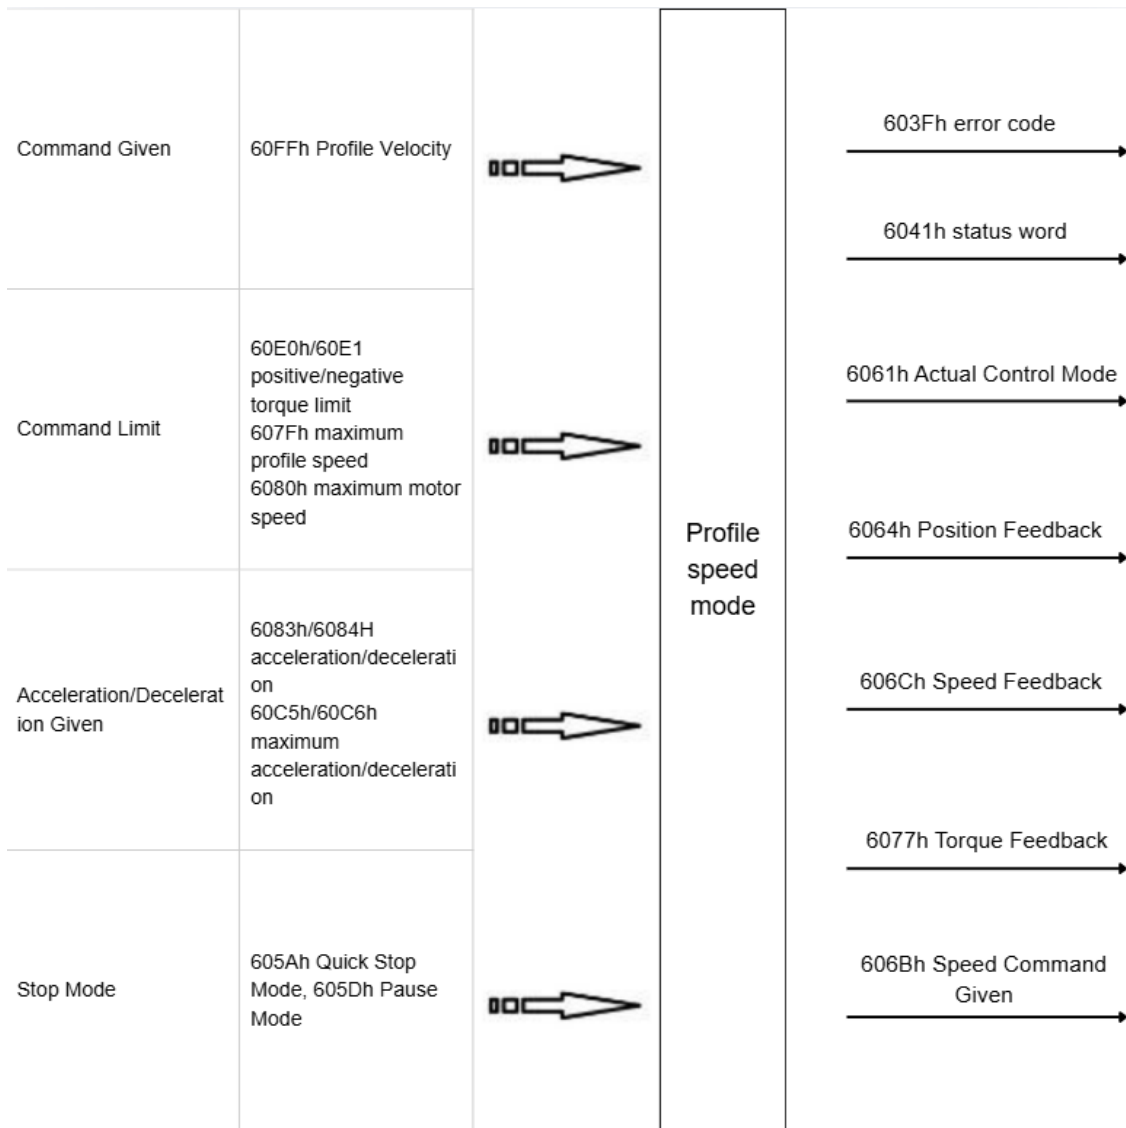 Command Given
60FFh Profile Velocity
Command Limit
60E0h/60E1
positive/negative
torque limit
607Fh maximum
profile speed
6080h maximum motor
speed
Acceleration/Decelerat
ion Given
6083h/6084H
acceleration/decelerati
on
60C5h/60C6h
maximum
acceleration/decelerati
on
Stop Mode
605Ah Quick Stop
Mode, 605Dh Pause
Mode
Profile
speed
mode
603Fh error code
6041h status word
6061h Actual Control Mode
6064h Position Feedback
606Ch Speed Feedback
6077h Torque Feedback
606Bh Speed Command
Given